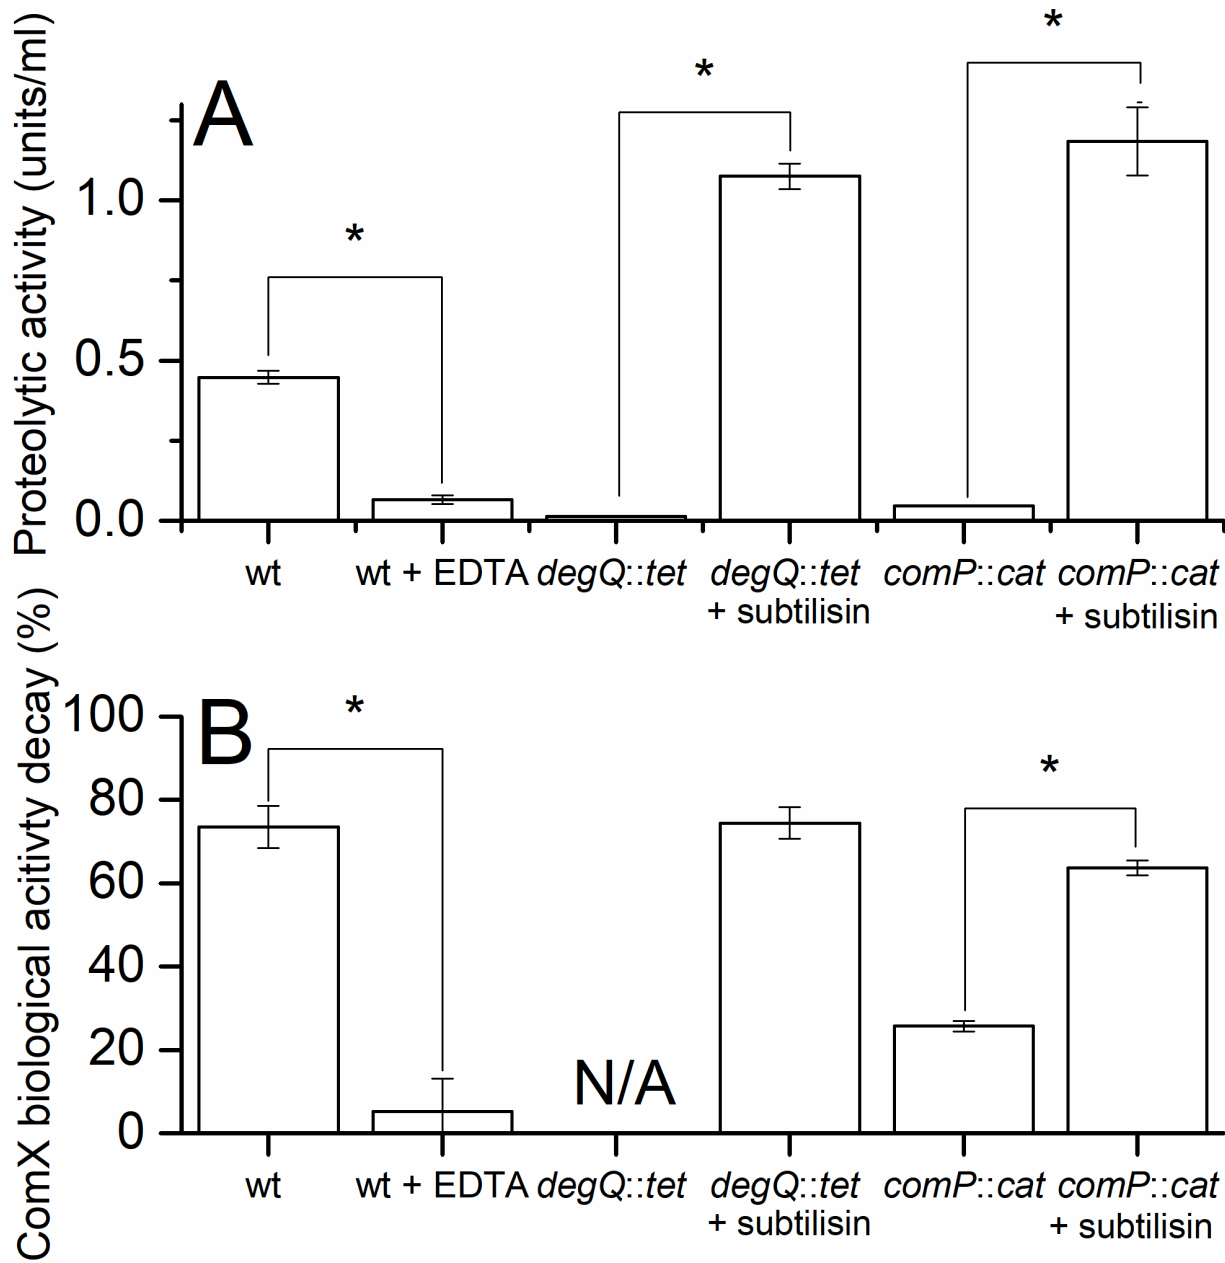 A
Proteolytic activity (units/ml)
1.0
0.5
0.0
*
*
*
wt
wt + EDTA
degQ::tet
degQ::tet
+ subtilisin
comP::cat
comP::cat
+ subtilisin
B
ComX biological acitivty decay (%)
100
80
60
40
20
0
*
*
N/A
wt
wt + EDTA
degQ::tet
degQ::tet
+ subtilisin
comP::cat
comP::cat
+ subtilisin